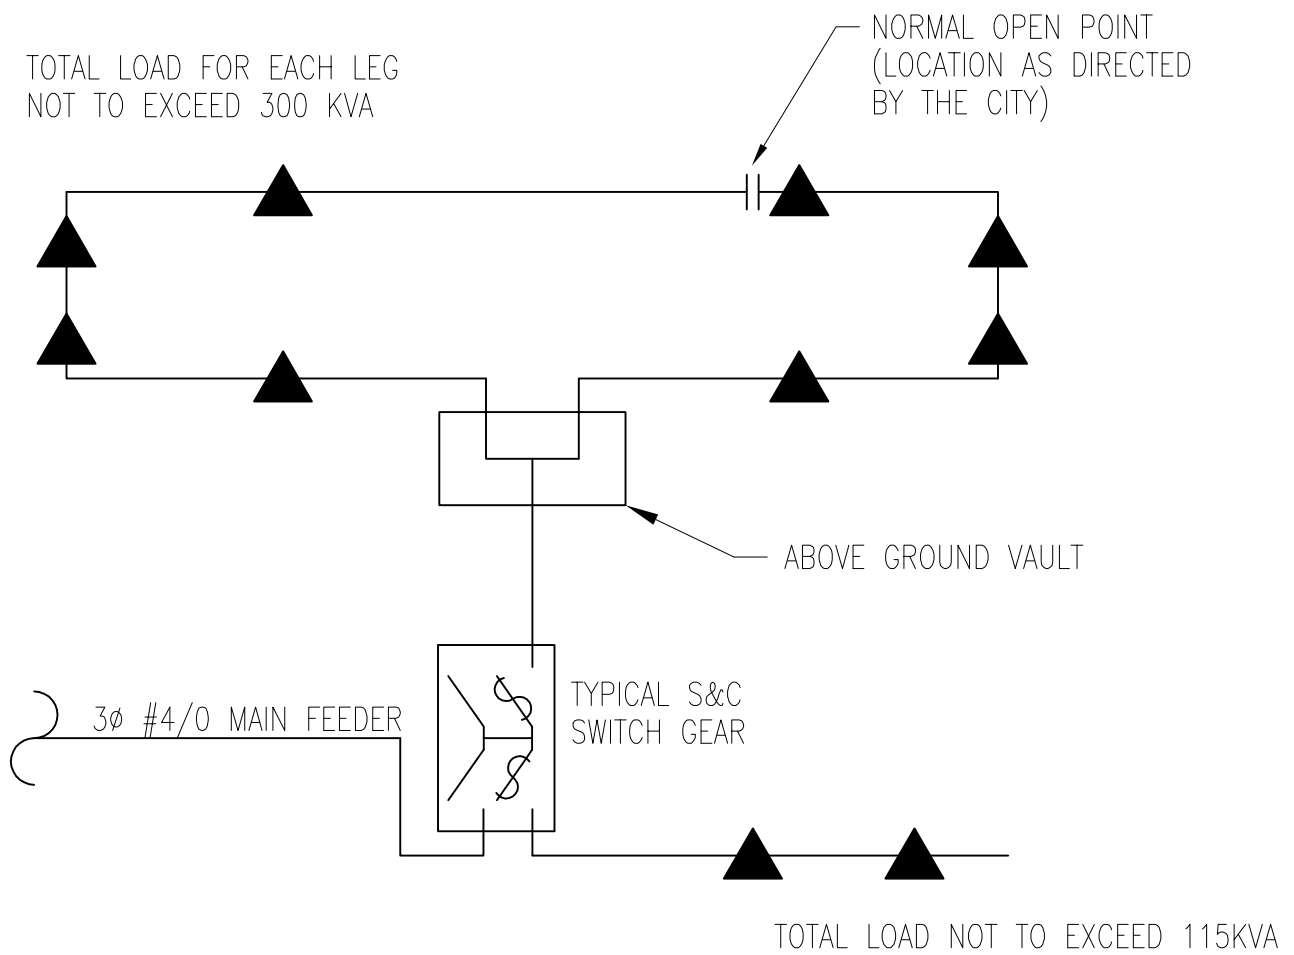 NORMAL OPEN POINT
(LOCATION AS DIRECTED
BY THE CITY)
TOTAL LOAD FOR EACH LEG
NOT TO EXCEED 300 KVA
ABOVE GROUND VAULT
TYPICAL S&C
SWITCH GEAR
3ø #4/0 MAIN FEEDER
TOTAL LOAD NOT TO EXCEED 115KVA